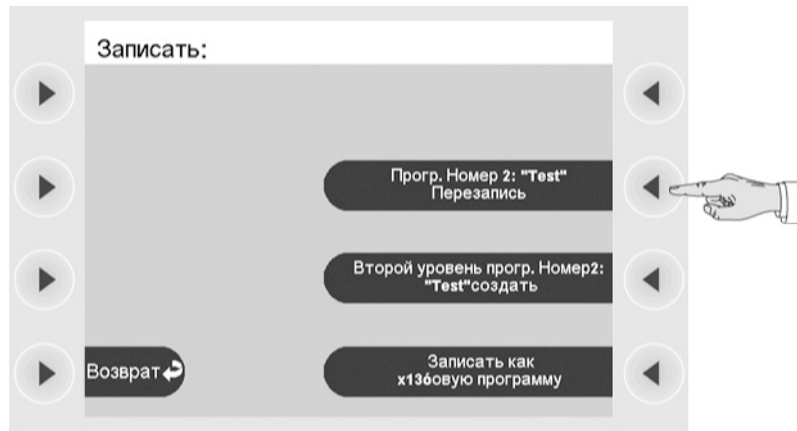 Записать:
Прогр. Номер 2: "Test"
Перезапись
Второй уровень прогр. Номер2:
"Test"создать
Возврат
Записать как
x136овую программу